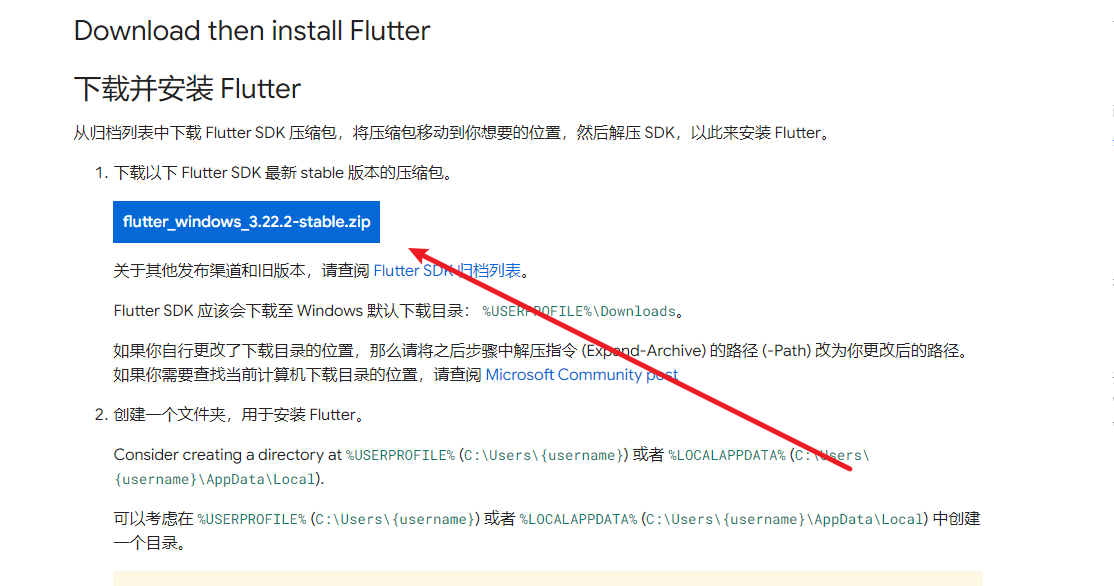 Download then install Flutter
下载并安装 Flutter
从归档列表中下载 Flutter SDK 压缩包，将压缩包移动到你想要的位置，然后解压 SDK，以此来安装 Flutter。
1. 下载以下 Flutter SDK 最新 stable 版本的压缩包。
flutter_windows_3.22.2-stable.zip
关于其他发布渠道和旧版本，请查阅 Flutter SDK 归档列表。
Flutter SDK 应该会下载至 Windows 默认下载目录： %USERPROFILE%\Downloads。
如果你自行更改了下载目录的位置，那么请将之后步骤中解压指令 (Expand-Archive) 的路径 (-Path) 改为你更改后的路径。
如果你需要查找当前计算机下载目录的位置，请查阅 Microsoft Community post
2. 创建一个文件夹，用于安装 Flutter。
Consider creating a directory at %USERPROFILE% (C:\Users\{username}) 或者 %LOCALAPPDATA% (C:\Users\
{username}\AppData\Local).
可以考虑在 %USERPROFILE% (C:\Users\{username}) 或者 %LOCALAPPDATA% (C:\Users\{username}\AppData\Local) 中创建
一个目录。